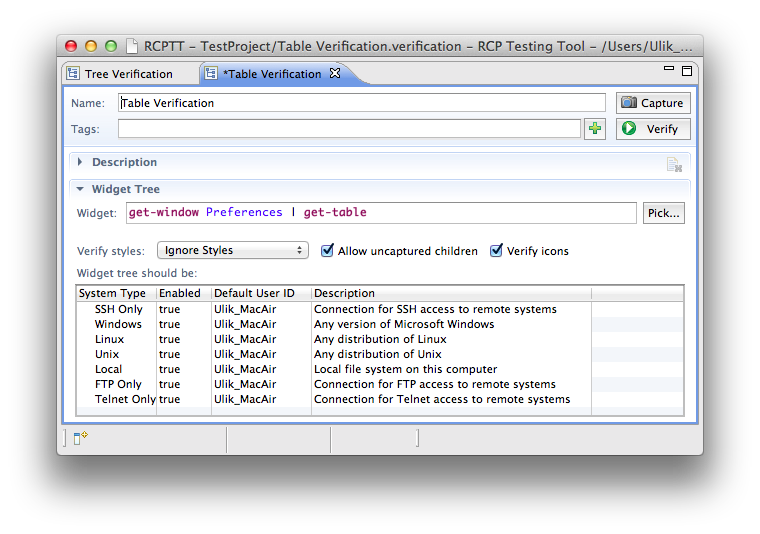 RCPTT – TestProject/Table Verification.verification – RCP Testing Tool – /Users/Ulik_...
Tree Verification
*Table Verification
Name: Table Verification Capture
Tags: Verify
Description
Widget Tree
Widget: get-window Preferences | get-table Pick...
Verify styles: Ignore Styles Allow uncaptured children Verify icons
Widget tree should be:
System Type Enabled Default User ID Description
SSH Only true Ulik_MacAir Connection for SSH access to remote systems
Windows true Ulik_MacAir Any version of Microsoft Windows
Linux true Ulik_MacAir Any distribution of Linux
Unix true Ulik_MacAir Any distribution of Unix
Local true Ulik_MacAir Local file system on this computer
FTP Only true Ulik_MacAir Connection for FTP access to remote systems
Telnet Only true Ulik_MacAir Connection for Telnet access to remote systems